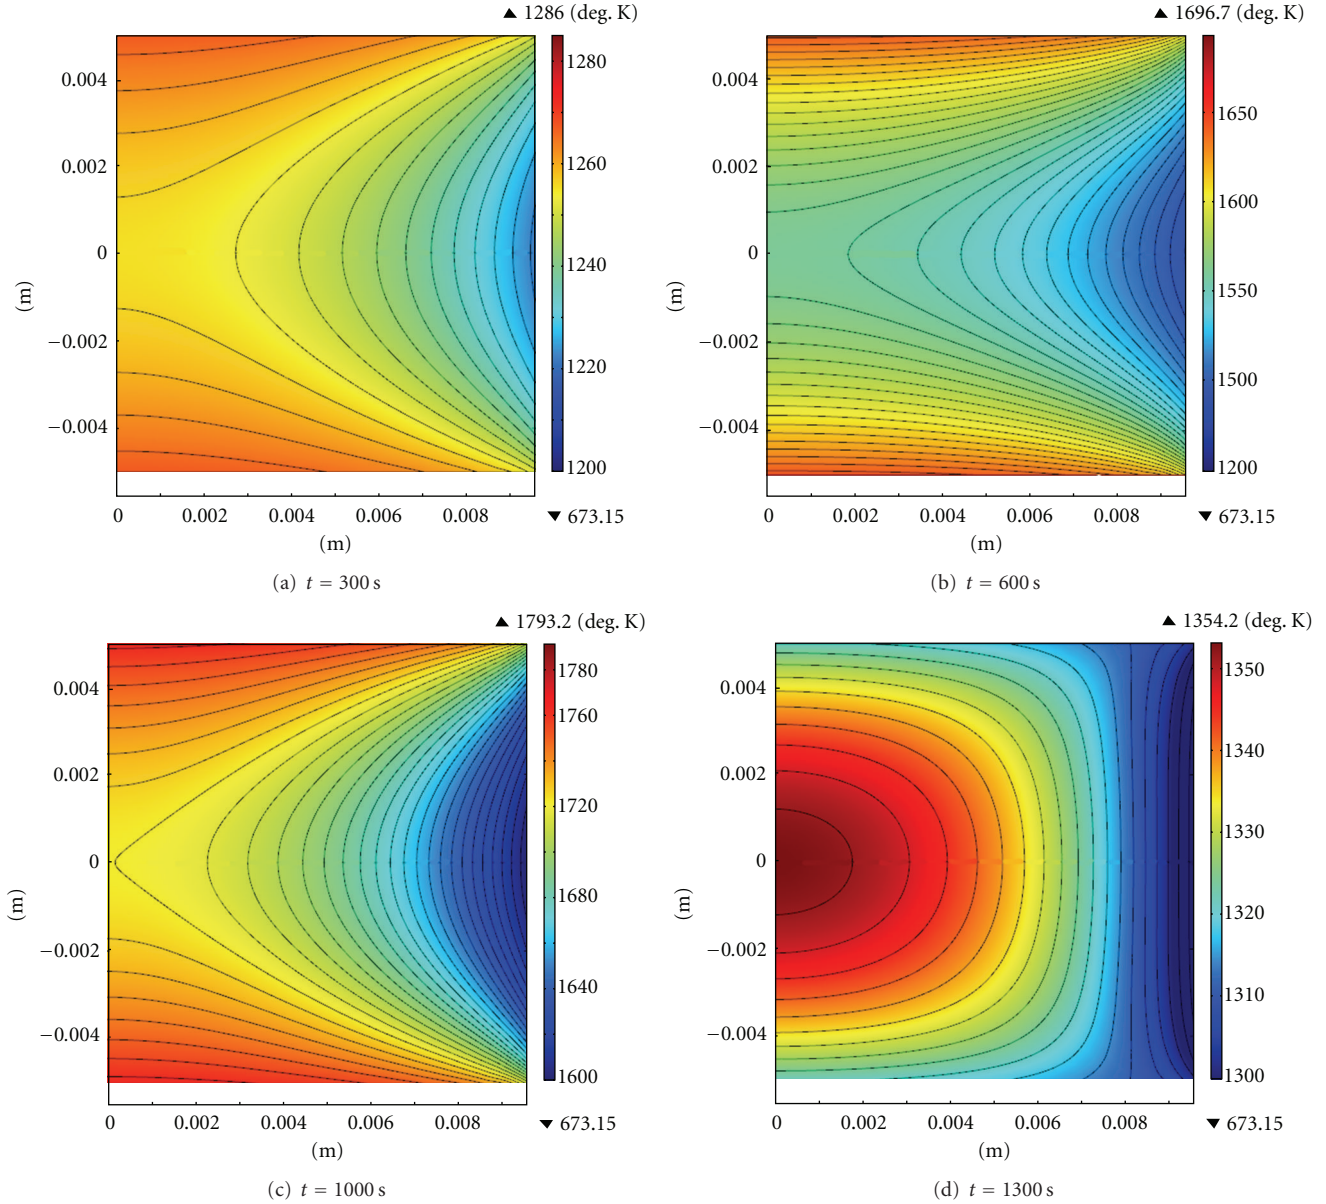 ▲ 1286 (deg. K)
1280
1260
1240
1220
1200
▼ 673.15
0.004
0.002
0
−0.002
−0.004
(m)
0 0.002 0.004 0.006 0.008
(m)
(a) t = 300 s
▲ 1696.7 (deg. K)
1650
1600
1550
1500
1200
▼ 673.15
0.004
0.002
0
−0.002
−0.004
(m)
0 0.002 0.004 0.006 0.008
(m)
(b) t = 600 s
▲ 1793.2 (deg. K)
1780
1760
1720
1680
1640
1600
▼ 673.15
0.004
0.002
0
−0.002
−0.004
(m)
0 0.002 0.004 0.006 0.008
(m)
(c) t = 1000 s
▲ 1354.2 (deg. K)
1350
1340
1330
1320
1310
1300
▼ 673.15
0.004
0.002
0
−0.002
−0.004
(m)
0 0.002 0.004 0.006 0.008
(m)
(d) t = 1300 s